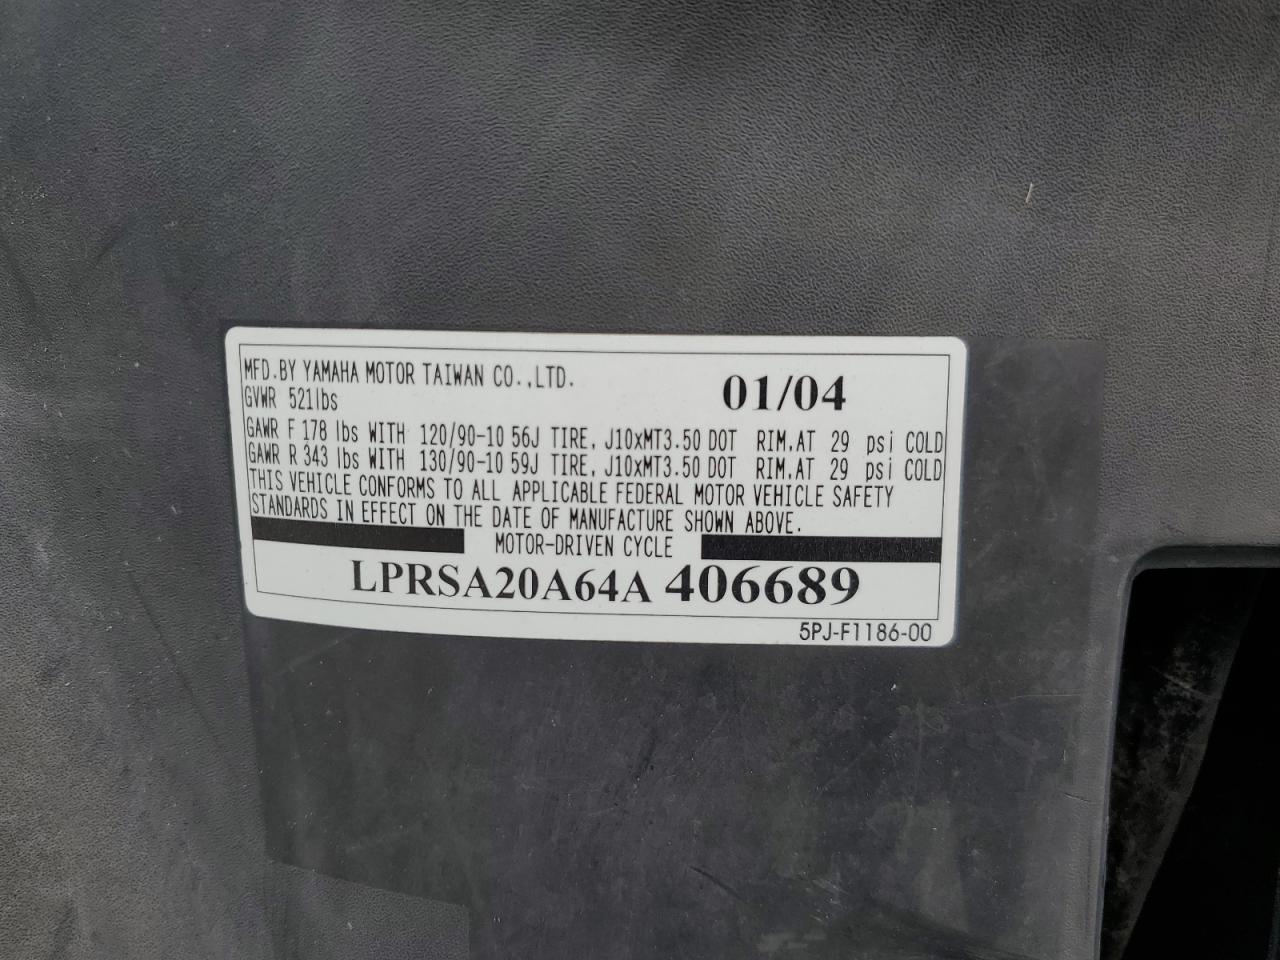 MFD.BY YAMAHA MOTOR TAIWAN CO.,LTD. 01/04
GVWR 521lbs
GAWR F 178 lbs WITH 120/90-10 56J TIRE, J10xMT3.50 DOT RIM.AT 29 psi COLD
GAWR R 343 lbs WITH 130/90-10 59J TIRE, J10xMT3.50 DOT RIM.AT 29 psi COLD
THIS VEHICLE CONFORMS TO ALL APPLICABLE FEDERAL MOTOR VEHICLE SAFETY
STANDARDS IN EFFECT ON THE DATE OF MANUFACTURE SHOWN ABOVE.
MOTOR-DRIVEN CYCLE
LPRSA20A64A406689
5PJ-F1186-00